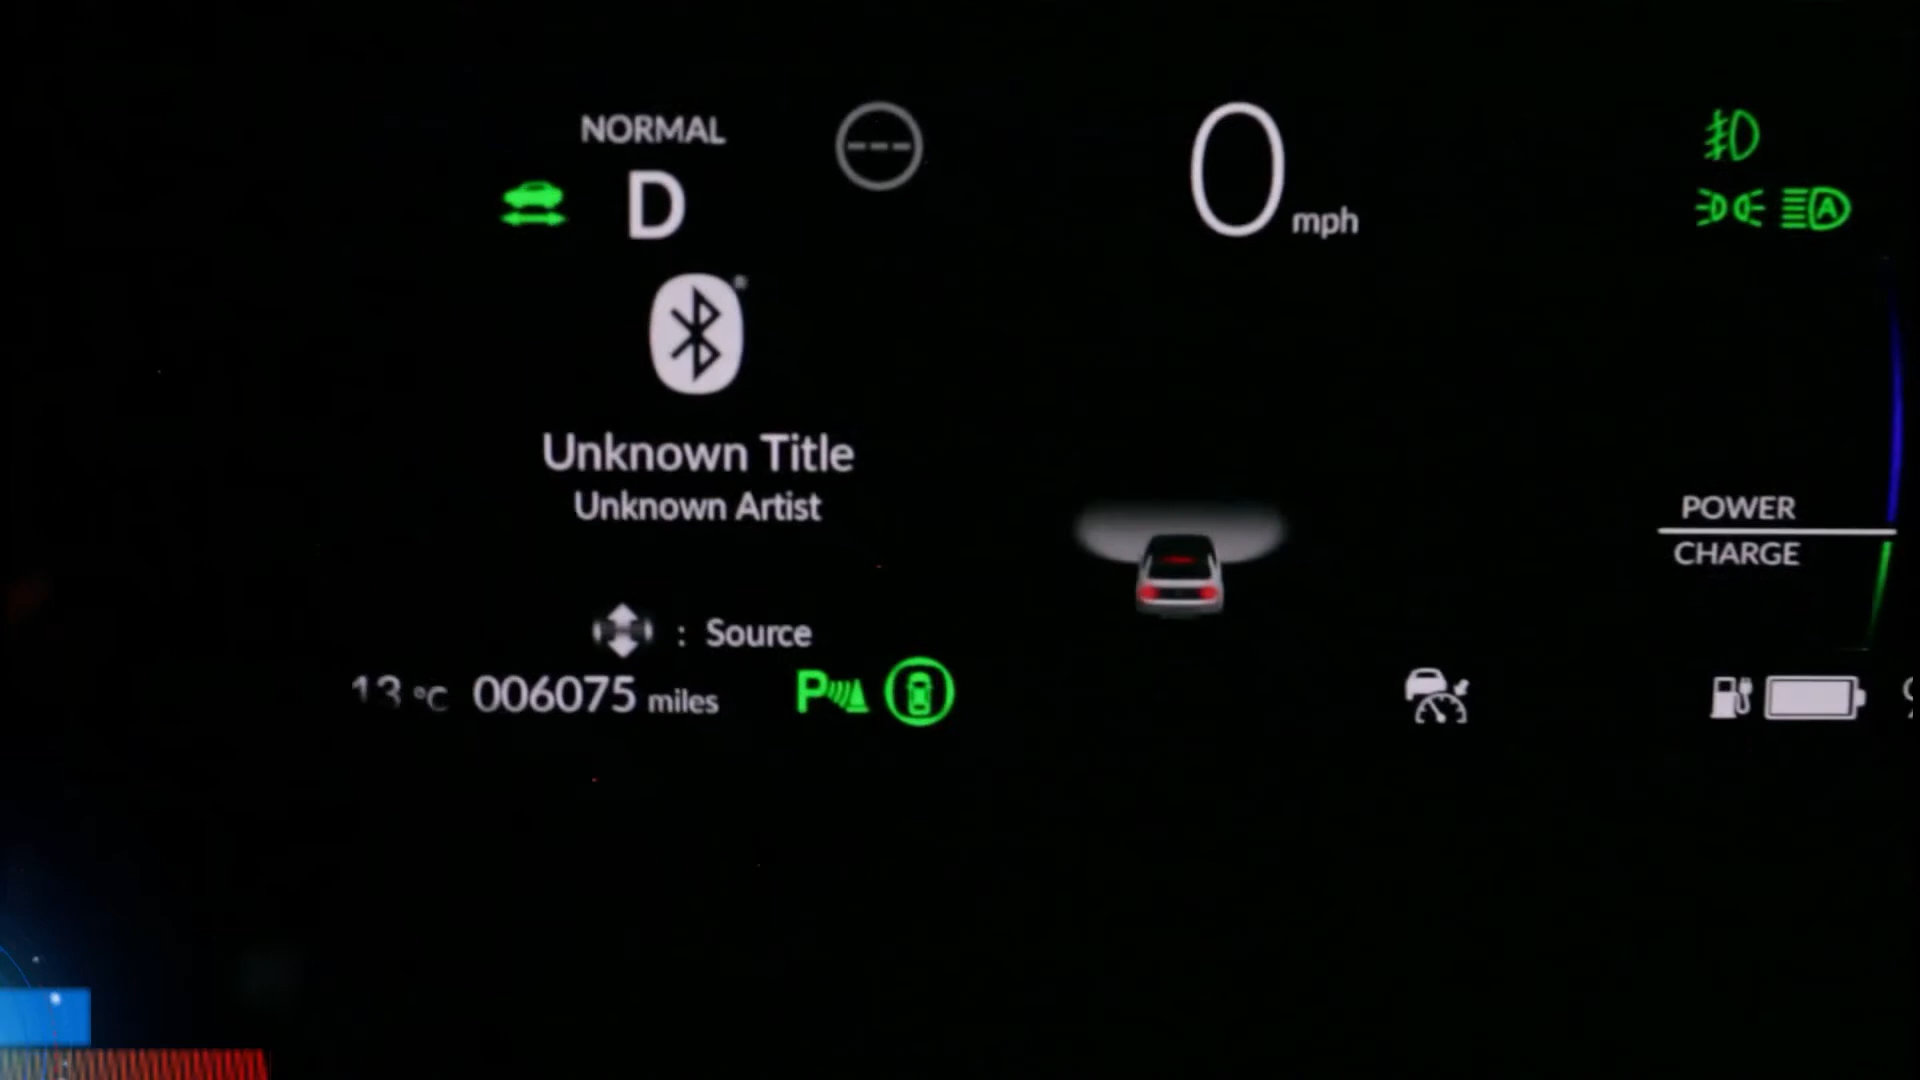 NORMAL
D
---
0 mph
Unknown Title
Unknown Artist
: Source
POWER
CHARGE
13 °C 006075 miles
P
A